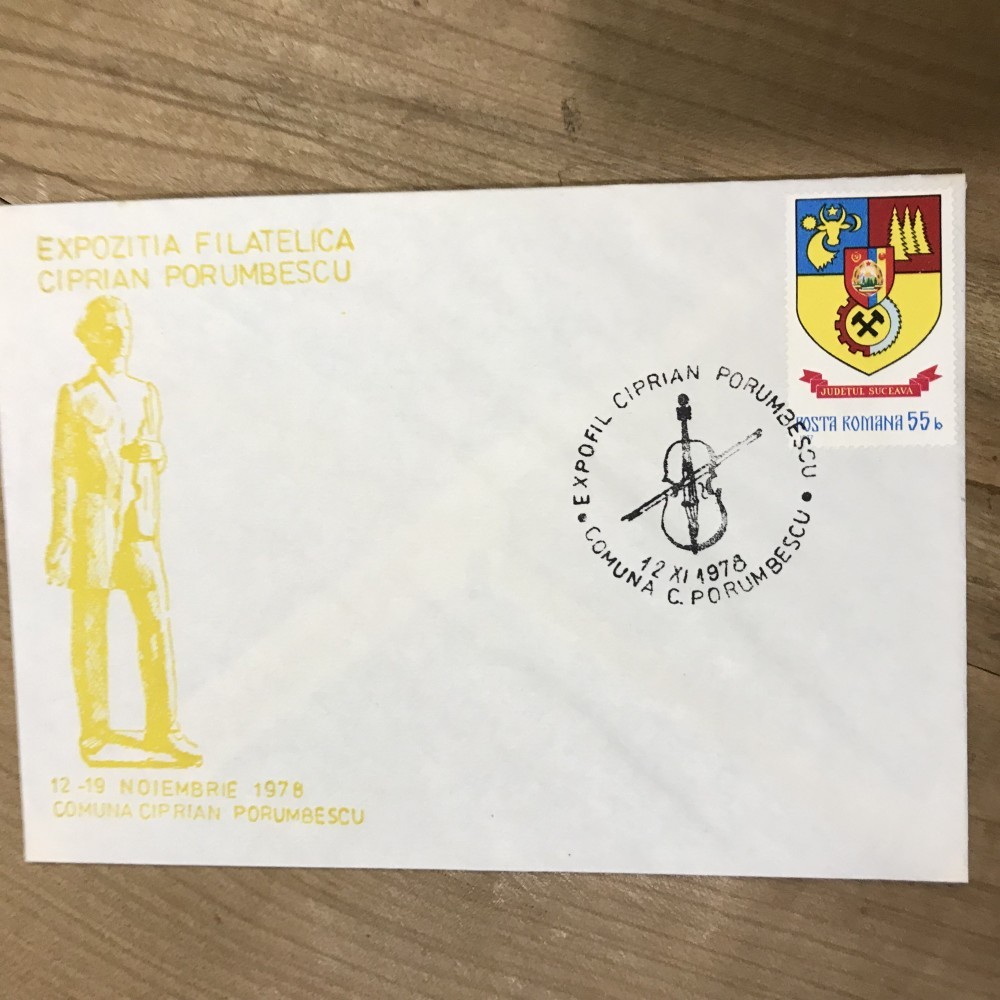 EXPOZITIA FILATELICA
CIPRIAN PORUMBESCU
12-19 NOIEMBRIE 1978
COMUNA CIPRIAN PORUMBESCU
• EXPOFIL CIPRIAN PORUMBESCU •
12 XI 1978
COMUNA C. PORUMBESCU
JUDEȚUL SUCEAVA
POSTA ROMANA 55 b